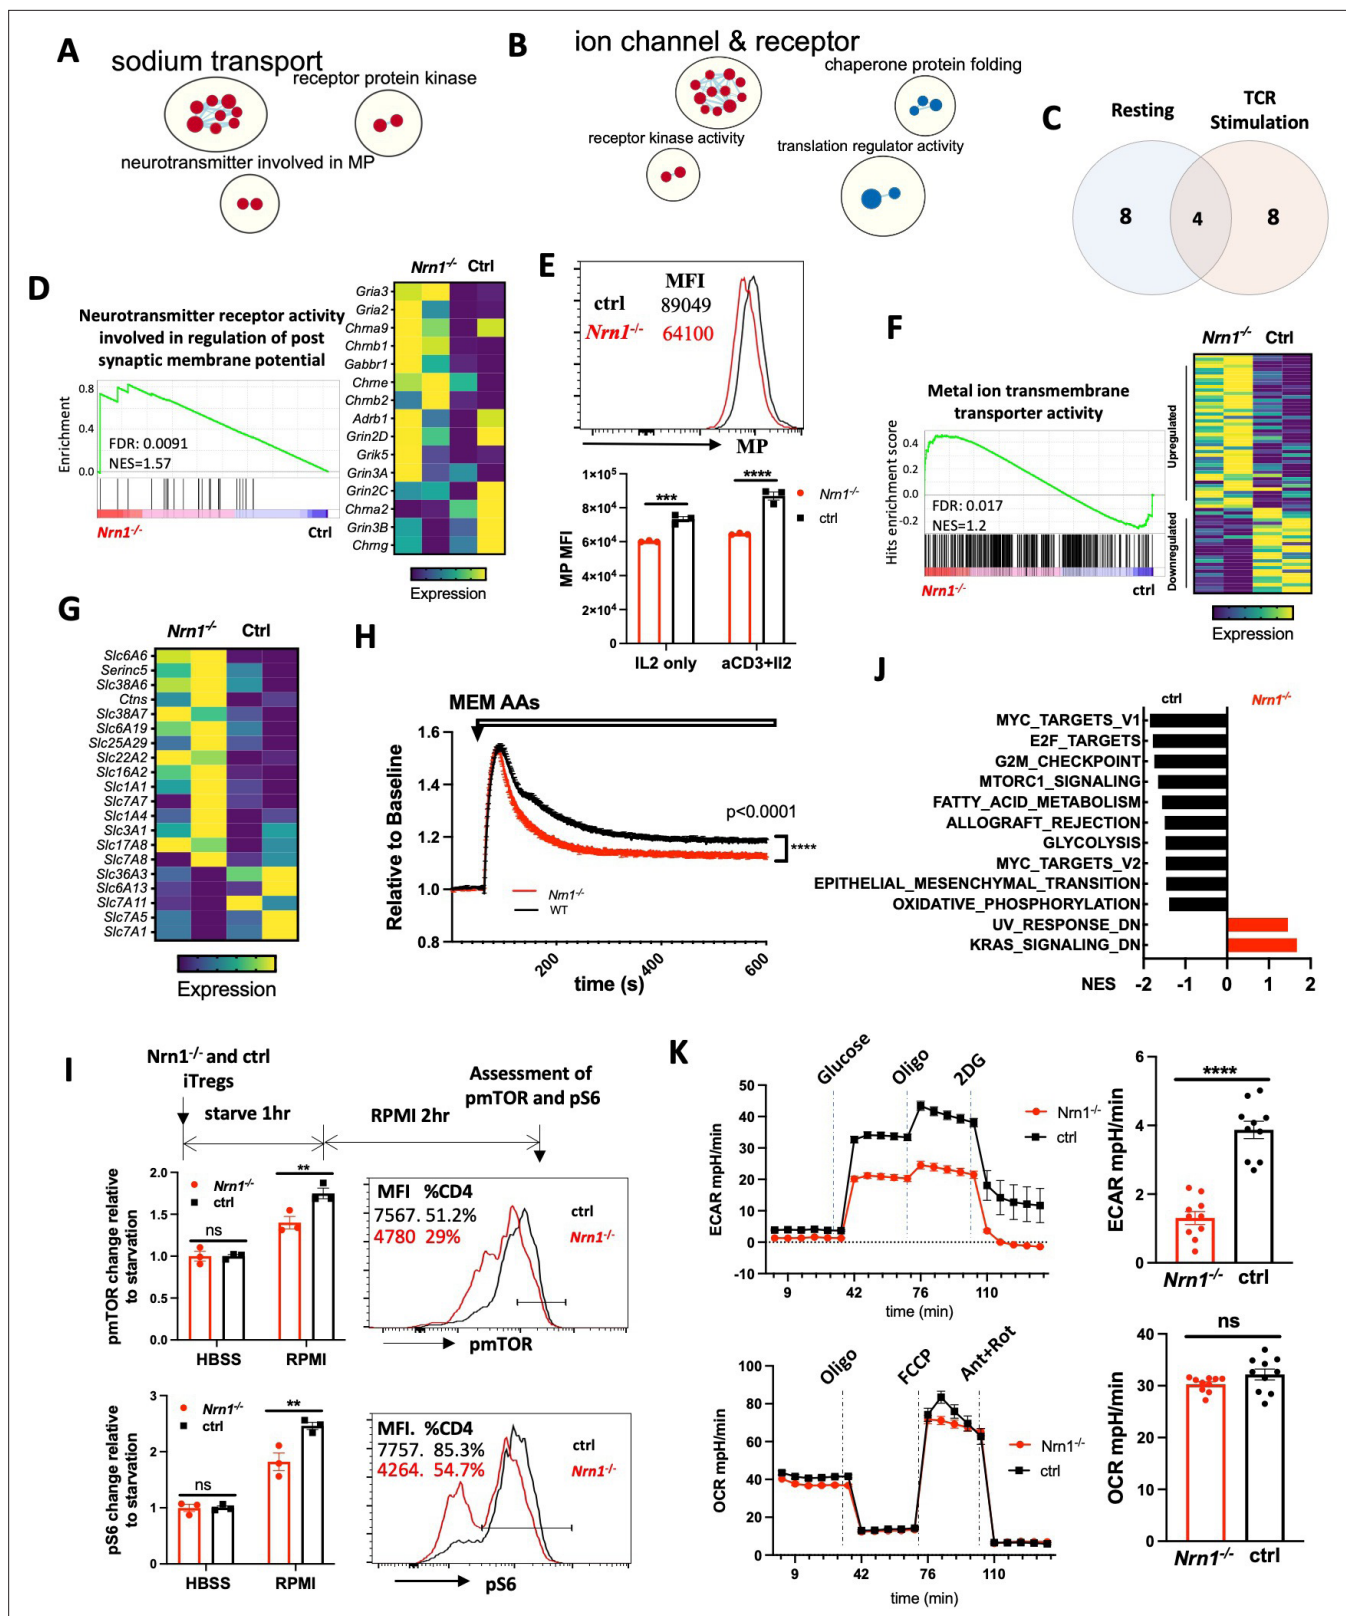 A
sodium transport
receptor protein kinase
neurotransmitter involved in MP
B
ion channel & receptor
chaperone protein folding
receptor kinase activity
translation regulator activity
C
Resting
TCR
Stimulation
8
4
8
D
Neurotransmitter receptor activity
involved in regulation of post
synaptic membrane potential
Enrichment
0.8
0.4
0.0
FDR: 0.0091
NES=1.57
Nrn1-/-
Ctrl
Nrn1-/- Ctrl
Gria3
Gria2
Chrna9
Chrnb1
Gabbr1
Chrne
Chrnb2
Adrb1
Grin2D
Grik5
Grin3A
Grin2C
Chrna2
Grin3B
Chrng
Expression
E
MFI
ctrl 89049
Nrn1-/- 64100
MP
MP MFI
1×10⁵
8×10⁴
6×10⁴
4×10⁴
2×10⁴
0
***
****
Nrn1-/-
ctrl
IL2 only
aCD3+Il2
F
Metal ion transmembrane
transporter activity
Hits enrichment score
0.4
0.2
0.0
-0.2
FDR: 0.017
NES=1.2
Nrn1-/-
ctrl
Nrn1-/- Ctrl
Upregulated
Downregulated
Expression
G
Nrn1-/- Ctrl
Slc6A6
Serinc5
Slc38A6
Ctns
Slc38A7
Slc6A19
Slc25A29
Slc22A2
Slc16A2
Slc1A1
Slc7A7
Slc1A4
Slc3A1
Slc17A8
Slc7A8
Slc36A3
Slc6A13
Slc7A11
Slc7A5
Slc7A1
Expression
H
MEM AAs
Relative to Baseline
1.6
1.4
1.2
1.0
0.8
p<0.0001
****
Nrn1-/-
WT
200
400
600
time (s)
J
ctrl
Nrn1-/-
MYC_TARGETS_V1
E2F_TARGETS
G2M_CHECKPOINT
MTORC1_SIGNALING
FATTY_ACID_METABOLISM
ALLOGRAFT_REJECTION
GLYCOLYSIS
MYC_TARGETS_V2
EPITHELIAL_MESENCHYMAL_TRANSITION
OXIDATIVE_PHOSPHORYLATION
UV_RESPONSE_DN
KRAS_SIGNALING_DN
NES -2 -1 0 1 2
I
Nrn1-/- and ctrl
iTregs
starve 1hr
RPMI 2hr
Assessment of
pmTOR and pS6
pmTOR change relative
to starvation
2.0
1.5
1.0
0.5
0.0
Nrn1-/-
ctrl
ns
**
HBSS
RPMI
MFI %CD4
7567. 51.2%
4780 29%
ctrl
Nrn1-/-
pmTOR
pS6 change relative
to starvation
3
2
1
0
Nrn1-/-
ctrl
ns
**
HBSS
RPMI
MFI. %CD4
7757. 85.3%
4264. 54.7%
ctrl
Nrn1-/-
pS6
K
Glucose
Oligo
2DG
ECAR mpH/min
50
40
30
20
10
0
-10
Nrn1-/-
ctrl
9
42
76
110
time (min)
ECAR mpH/min
6
4
2
0
****
Nrn1-/-
ctrl
Oligo
FCCP
Ant+Rot
OCR mpH/min
100
80
60
40
20
0
Nrn1-/-
ctrl
9
42
76
110
time (min)
OCR mpH/min
40
30
20
10
0
ns
Nrn1-/-
ctrl